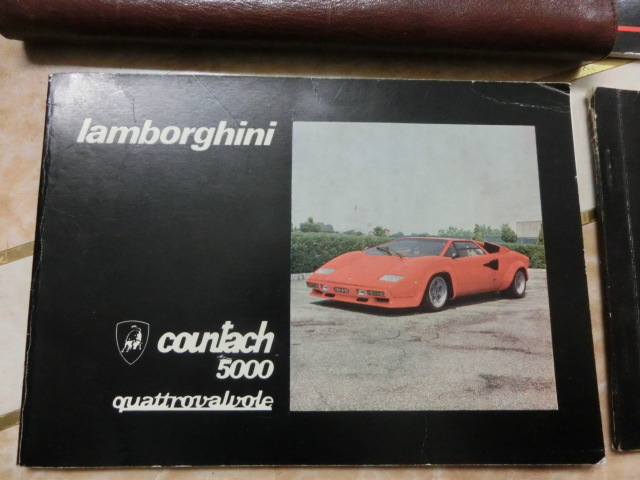 lamborghini
countach
5000
quattrovalvole